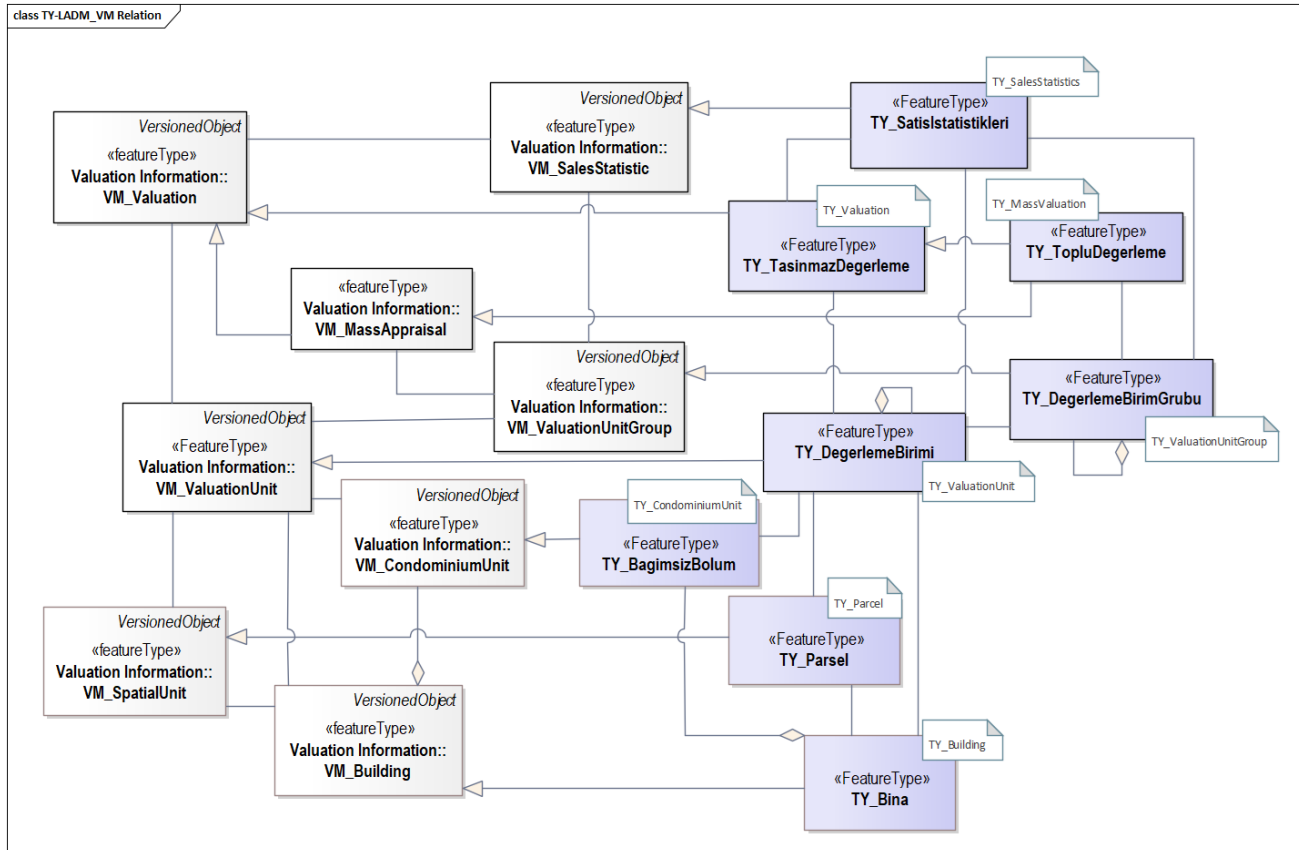 class TY-LADM_VM Relation
VersionedObject
«featureType»
Valuation Information::
VM_Valuation
VersionedObject
«featureType»
Valuation Information::
VM_SalesStatistic
TY_SalesStatistics
«FeatureType»
TY_SatisIstatistikleri
TY_Valuation
«FeatureType»
TY_TasinmazDegerleme
TY_MassValuation
«FeatureType»
TY_TopluDegerleme
«featureType»
Valuation Information::
VM_MassAppraisal
VersionedObject
«featureType»
Valuation Information::
VM_ValuationUnitGroup
«FeatureType»
TY_DegerlemeBirimGrubu
TY_ValuationUnitGroup
VersionedObject
«FeatureType»
Valuation Information::
VM_ValuationUnit
«FeatureType»
TY_DegerlemeBirimi
TY_ValuationUnit
VersionedObject
«featureType»
Valuation Information::
VM_CondominiumUnit
TY_CondominiumUnit
«FeatureType»
TY_BagimsizBolum
VersionedObject
«featureType»
Valuation Information::
VM_SpatialUnit
TY_Parcel
«FeatureType»
TY_Parsel
VersionedObject
«featureType»
Valuation Information::
VM_Building
TY_Building
«FeatureType»
TY_Bina